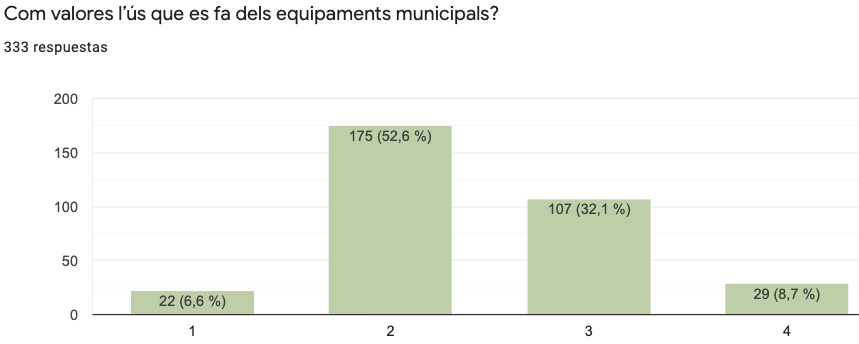 Com valores l’ús que es fa dels equipaments municipals?
333 respuestas
200
150
100
50
0
22 (6,6 %)
175 (52,6 %)
107 (32,1 %)
29 (8,7 %)
1
2
3
4